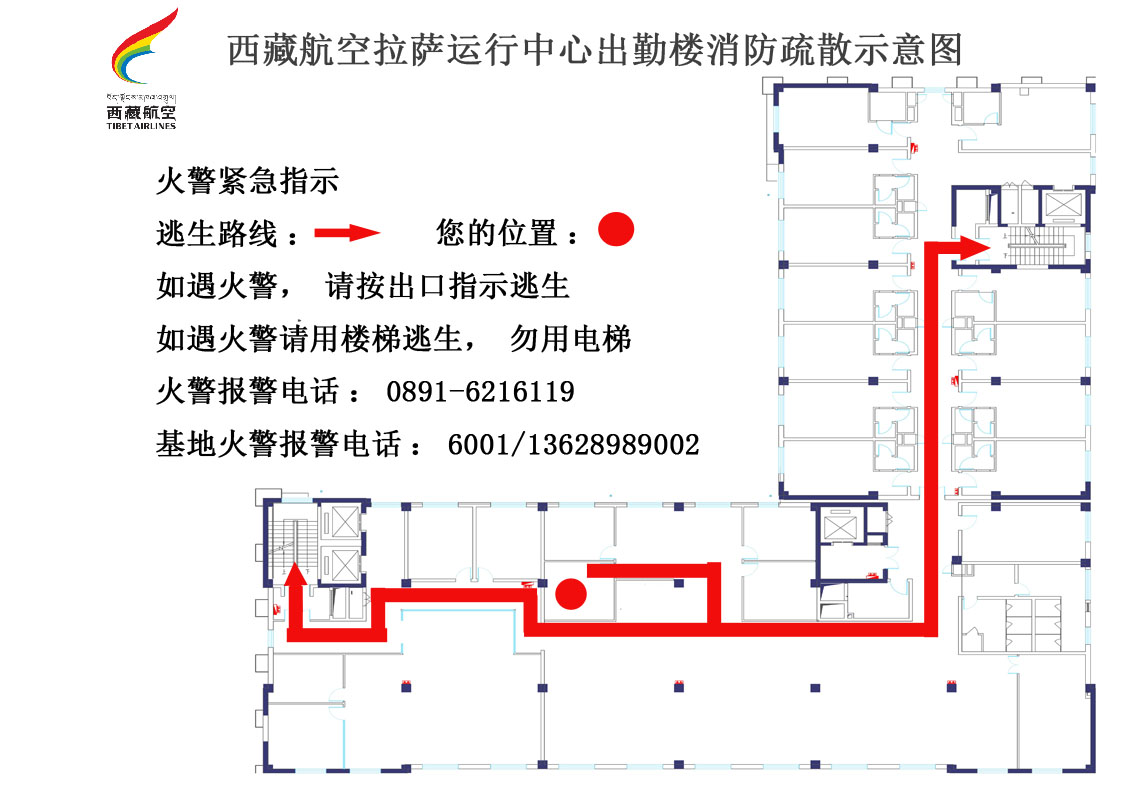 西藏航空拉萨运行中心出勤楼消防疏散示意图
西藏航空
TIBET AIRLINES
火警紧急指示
逃生路线： 您的位置：
如遇火警， 请按出口指示逃生
如遇火警请用楼梯逃生， 勿用电梯
火警报警电话： 0891-6216119
基地火警报警电话： 6001/13628989002